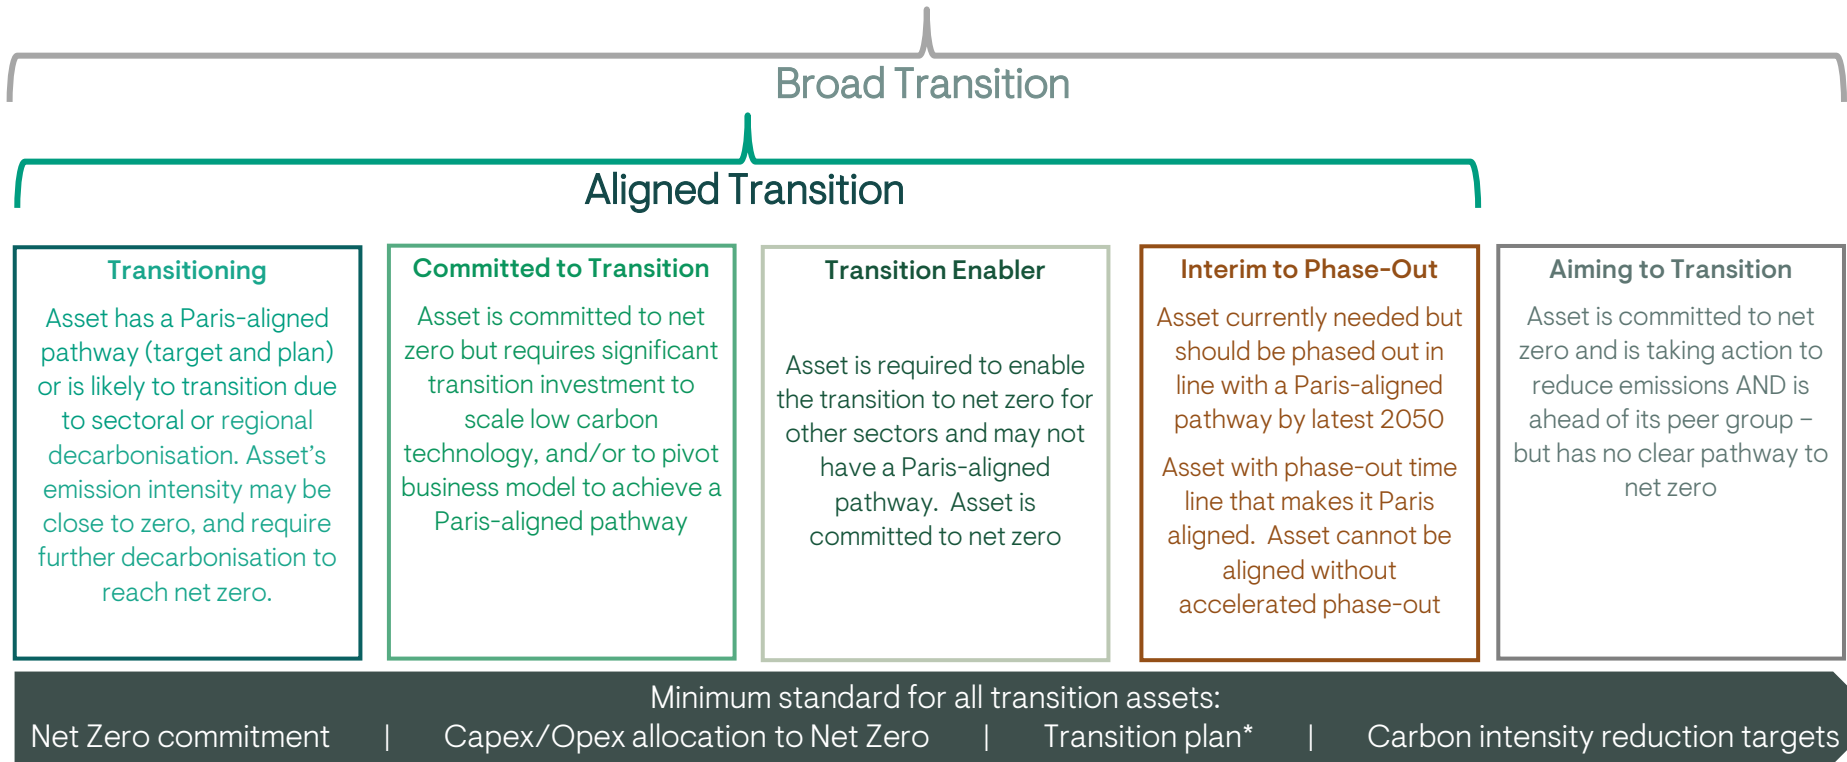 Broad Transition
Aligned Transition
Transitioning
Asset has a Paris-aligned
pathway (target and plan)
or is likely to transition due
to sectoral or regional
decarbonisation. Asset's
emission intensity may be
close to zero, and require
further decarbonisation to
reach net zero.
Committed to Transition
Asset is committed to net
zero but requires significant
transition investment to
scale low carbon
technology, and/or to pivot
business model to achieve a
Paris-aligned pathway
Transition Enabler
Asset is required to enable
the transition to net zero for
other sectors and may not
have a Paris-aligned
pathway. Asset is
committed to net zero
Interim to Phase-Out
Asset currently needed but
should be phased out in
line with a Paris-aligned
pathway by latest 2050
Asset with phase-out time
line that makes it Paris
aligned. Asset cannot be
aligned without
accelerated phase-out
Aiming to Transition
Asset is committed to net
zero and is taking action to
reduce emissions AND is
ahead of its peer group –
but has no clear pathway to
net zero
Minimum standard for all transition assets:
Net Zero commitment | Capex/Opex allocation to Net Zero | Transition plan* | Carbon intensity reduction targets